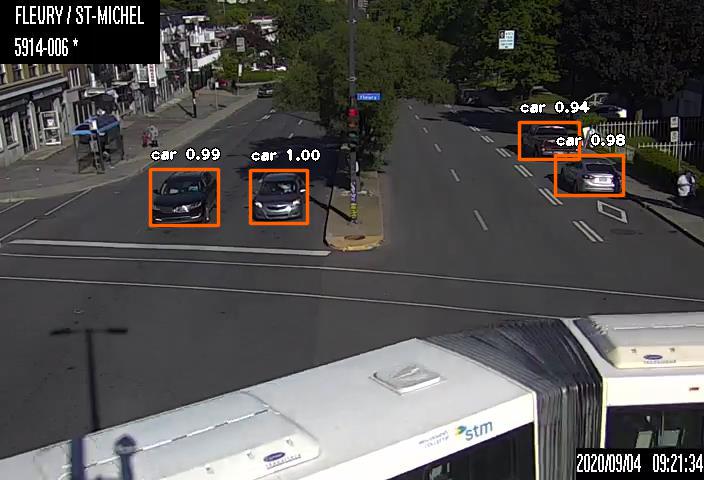 FLEURY / ST-MICHEL
5914-006 *
Fleury
car 0.94
car 0.98
car 0.99
car 1.00
stm
2020/09/04 09:21:34